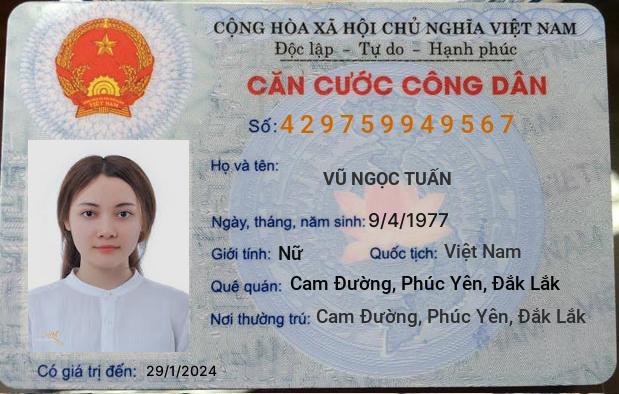 CỘNG HÒA XÃ HỘI CHỦ NGHĨA VIỆT NAM
Độc lập - Tự do - Hạnh phúc
CĂN CƯỚC CÔNG DÂN
Số: 429759949567
Họ và tên:
VŨ NGỌC TUẤN
Ngày, tháng, năm sinh: 9/4/1977
Giới tính: Nữ Quốc tịch: Việt Nam
Quê quán: Cam Đường, Phúc Yên, Đắk Lắk
Nơi thường trú: Cam Đường, Phúc Yên, Đắk Lắk
Có giá trị đến: 29/1/2024
VIỆT NAM